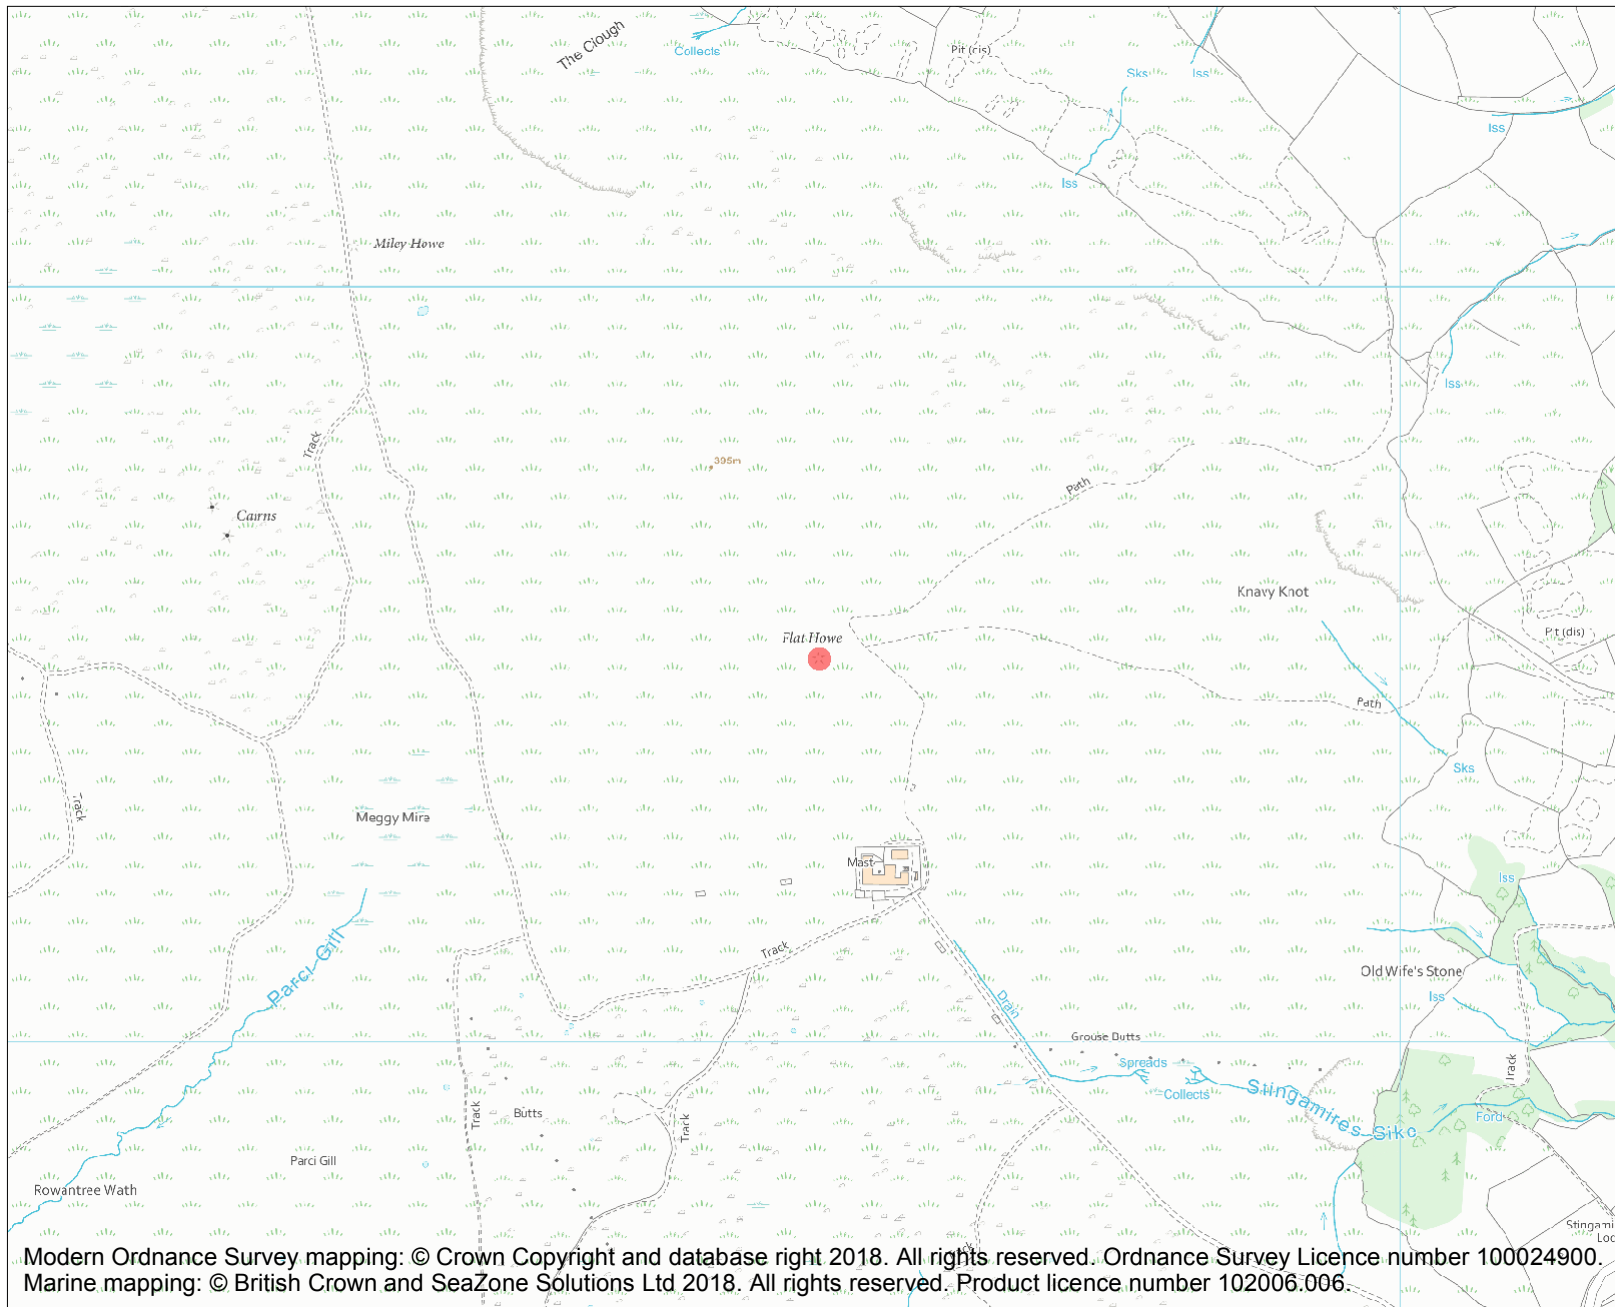 The Clough
Collects
Pit (dis)
Sks
Iss
Iss
Iss
Miley Howe
Iss
Track
395m
Path
Cairns
Knavy Knot
Flat Howe
Pit (dis)
Path
Sks
Track
Meggy Mire
Mast
Iss
Parci Gill
Track
Old Wife's Stone
Iss
Drain
Grouse Butts
Spreads
Collects
Stingamires Sike
Track
Ford
Butts
Track
Track
Parci Gill
Rowantree Wath
Stingami
Track
Modern Ordnance Survey mapping: © Crown Copyright and database right 2018. All rights reserved. Ordnance Survey Licence number 100024900.
Marine mapping: © British Crown and SeaZone Solutions Ltd 2018. All rights reserved. Product licence number 102006.006.